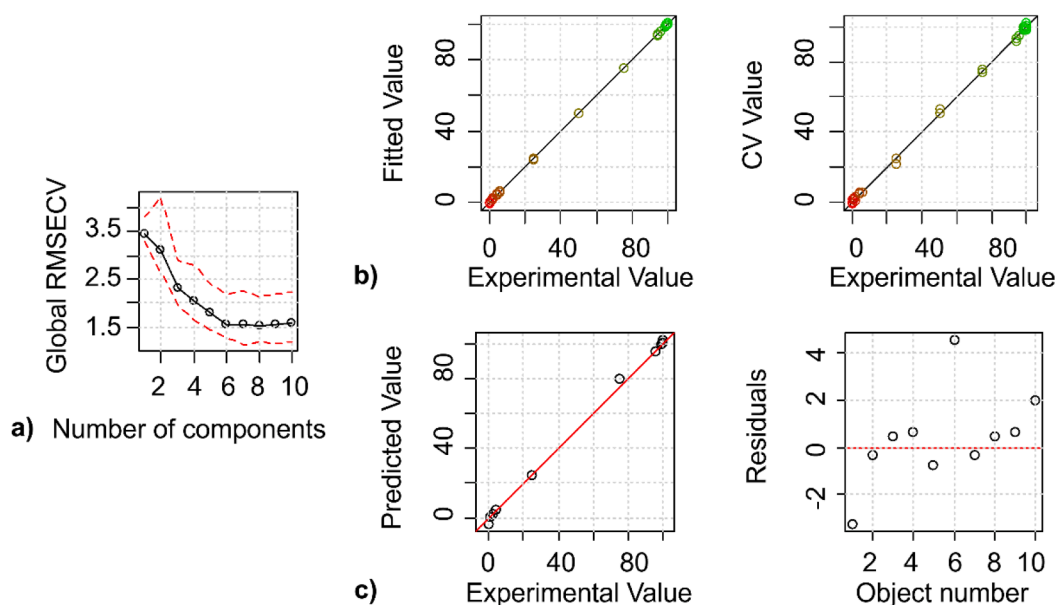 Global RMSECV
3.5
2.5
1.5
2 4 6 8 10
a) Number of components
Fitted Value
80
40
0
0 40 80
b) Experimental Value
CV Value
80
40
0
0 40 80
Experimental Value
Predicted Value
80
40
0
0 40 80
c) Experimental Value
Residuals
4
2
0
-2
2 4 6 8 10
Object number